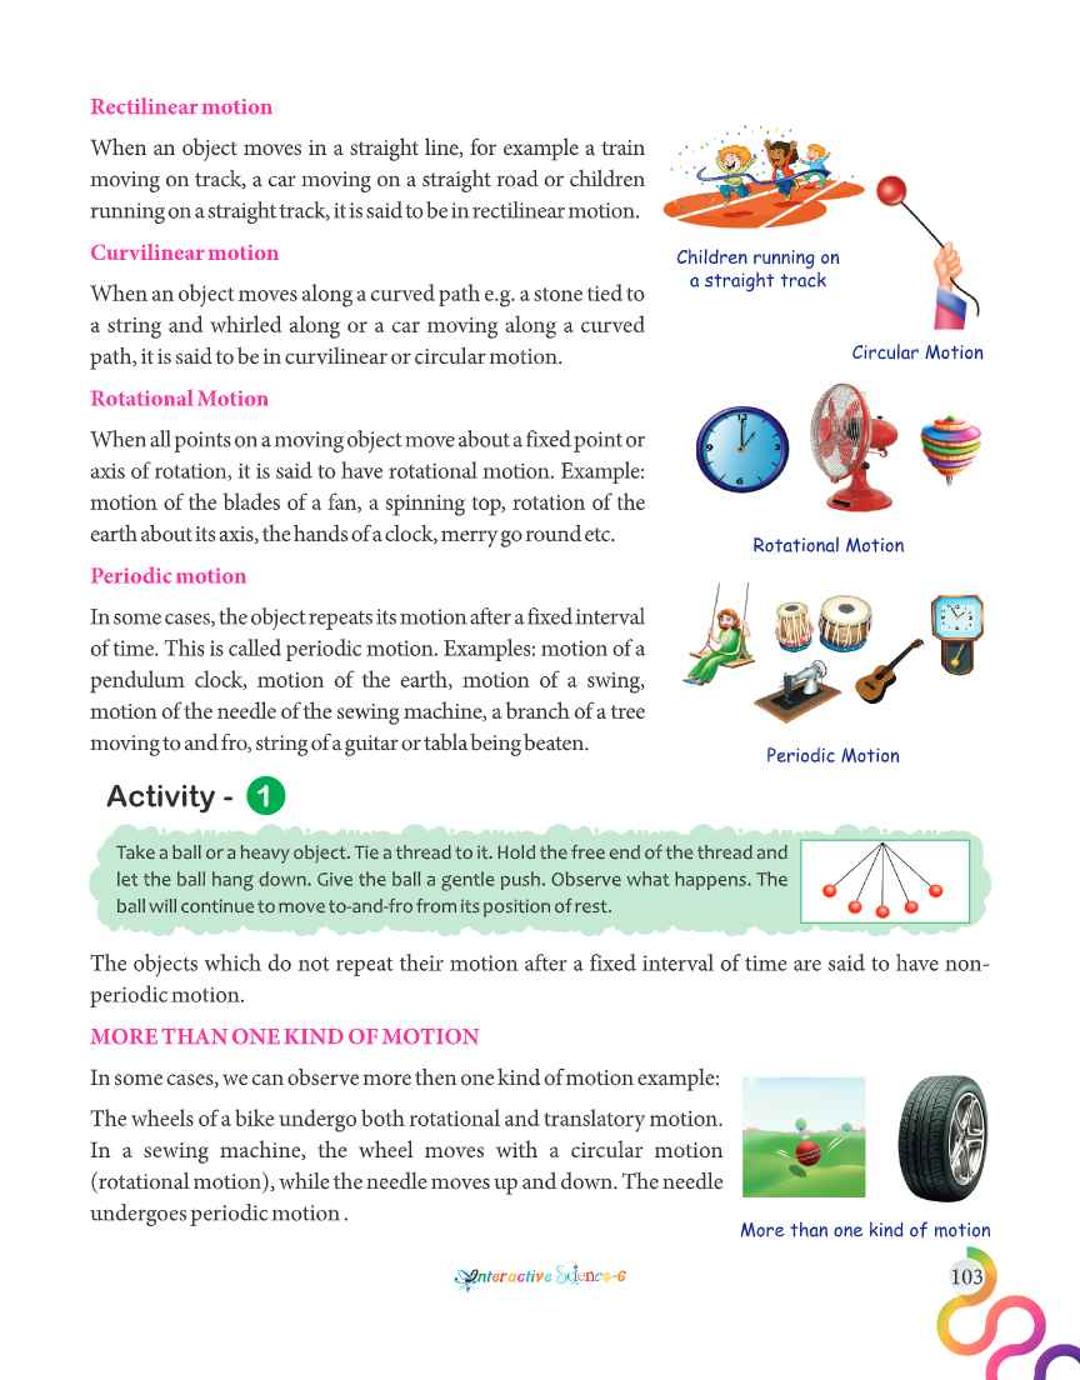 Rectilinear motion
When an object moves in a straight line, for example a train
moving on track, a car moving on a straight road or children
running on a straight track, it is said to be in rectilinear motion.
Children running on
a straight track
Curvilinear motion
When an object moves along a curved path e.g. a stone tied to
a string and whirled along or a car moving along a curved
path, it is said to be in curvilinear or circular motion.
Circular Motion
Rotational Motion
When all points on a moving object move about a fixed point or
axis of rotation, it is said to have rotational motion. Example:
motion of the blades of a fan, a spinning top, rotation of the
earth about its axis, the hands of a clock, merry go round etc.
12
3
6
9
Rotational Motion
Periodic motion
In some cases, the object repeats its motion after a fixed interval
of time. This is called periodic motion. Examples: motion of a
pendulum clock, motion of the earth, motion of a swing,
motion of the needle of the sewing machine, a branch of a tree
moving to and fro, string of a guitar or tabla being beaten.
Periodic Motion
Activity - 1
Take a ball or a heavy object. Tie a thread to it. Hold the free end of the thread and
let the ball hang down. Give the ball a gentle push. Observe what happens. The
ball will continue to move to-and-fro from its position of rest.
The objects which do not repeat their motion after a fixed interval of time are said to have non-
periodic motion.
MORE THAN ONE KIND OF MOTION
In some cases, we can observe more then one kind of motion example:
The wheels of a bike undergo both rotational and translatory motion.
In a sewing machine, the wheel moves with a circular motion
(rotational motion), while the needle moves up and down. The needle
undergoes periodic motion .
More than one kind of motion
Interactive Science-6
103